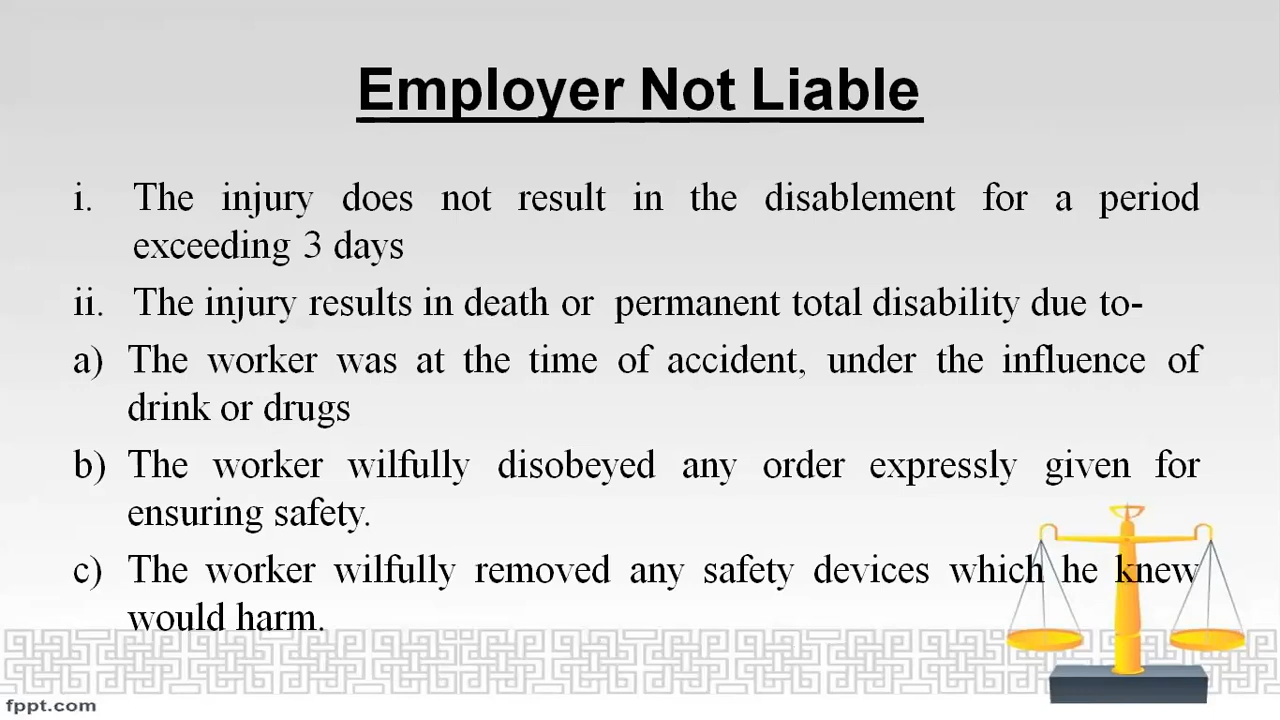 Employer Not Liable
i. The injury does not result in the disablement for a period
exceeding 3 days
ii. The injury results in death or permanent total disability due to-
a) The worker was at the time of accident, under the influence of
drink or drugs
b) The worker wilfully disobeyed any order expressly given for
ensuring safety.
c) The worker wilfully removed any safety devices which he knew
would harm.
fppt.com